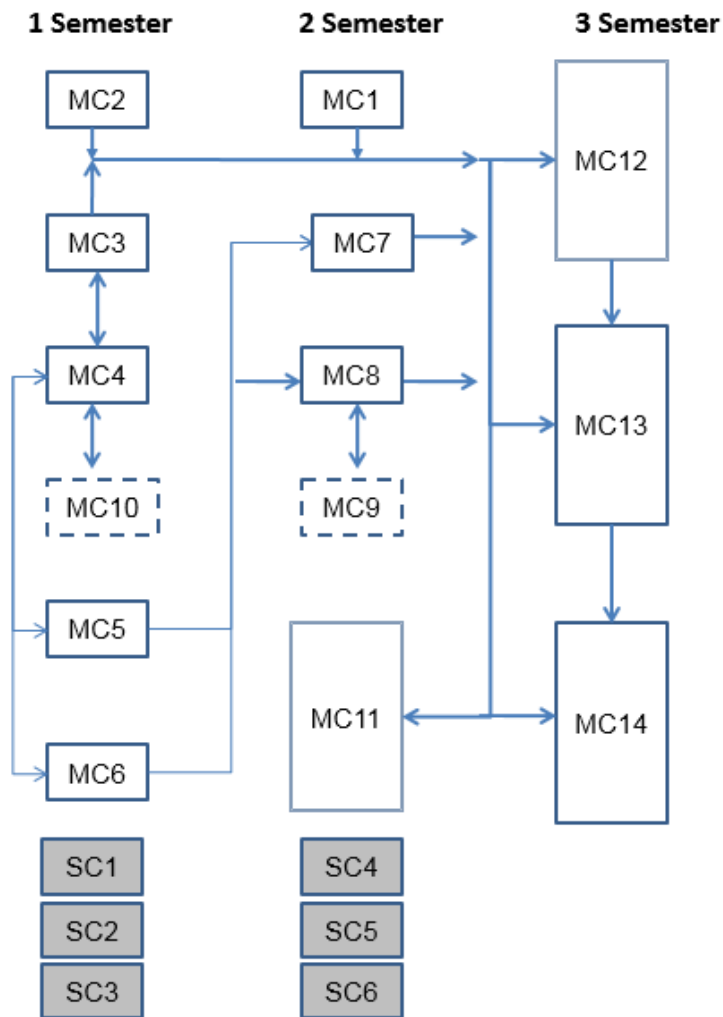 1 Semester 2 Semester 3 Semester
MC2 MC1
MC12
MC3 MC7
MC4 MC8
MC13
MC10 MC9
MC5
MC11 MC14
MC6
SC1 SC4
SC2 SC5
SC3 SC6